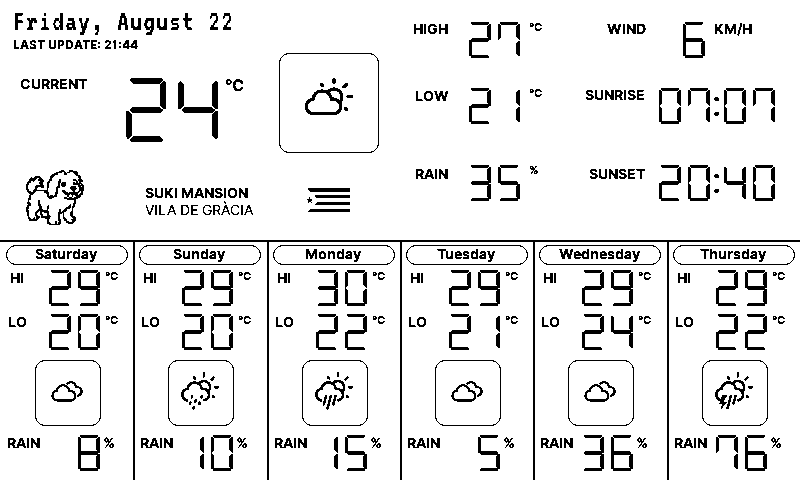 Friday, August 22
LAST UPDATE: 21:44
CURRENT 24 °C
HIGH 27 °C
WIND 6 KM/H
LOW 21 °C
SUNRISE 07:07
RAIN 35 %
SUNSET 20:40
SUKI MANSION
VILA DE GRÀCIA
Saturday
HI 29 °C
LO 20 °C
RAIN 8 %
Sunday
HI 29 °C
LO 20 °C
RAIN 10 %
Monday
HI 30 °C
LO 22 °C
RAIN 15 %
Tuesday
HI 29 °C
LO 21 °C
RAIN 5 %
Wednesday
HI 29 °C
LO 24 °C
RAIN 36 %
Thursday
HI 29 °C
LO 22 °C
RAIN 76 %